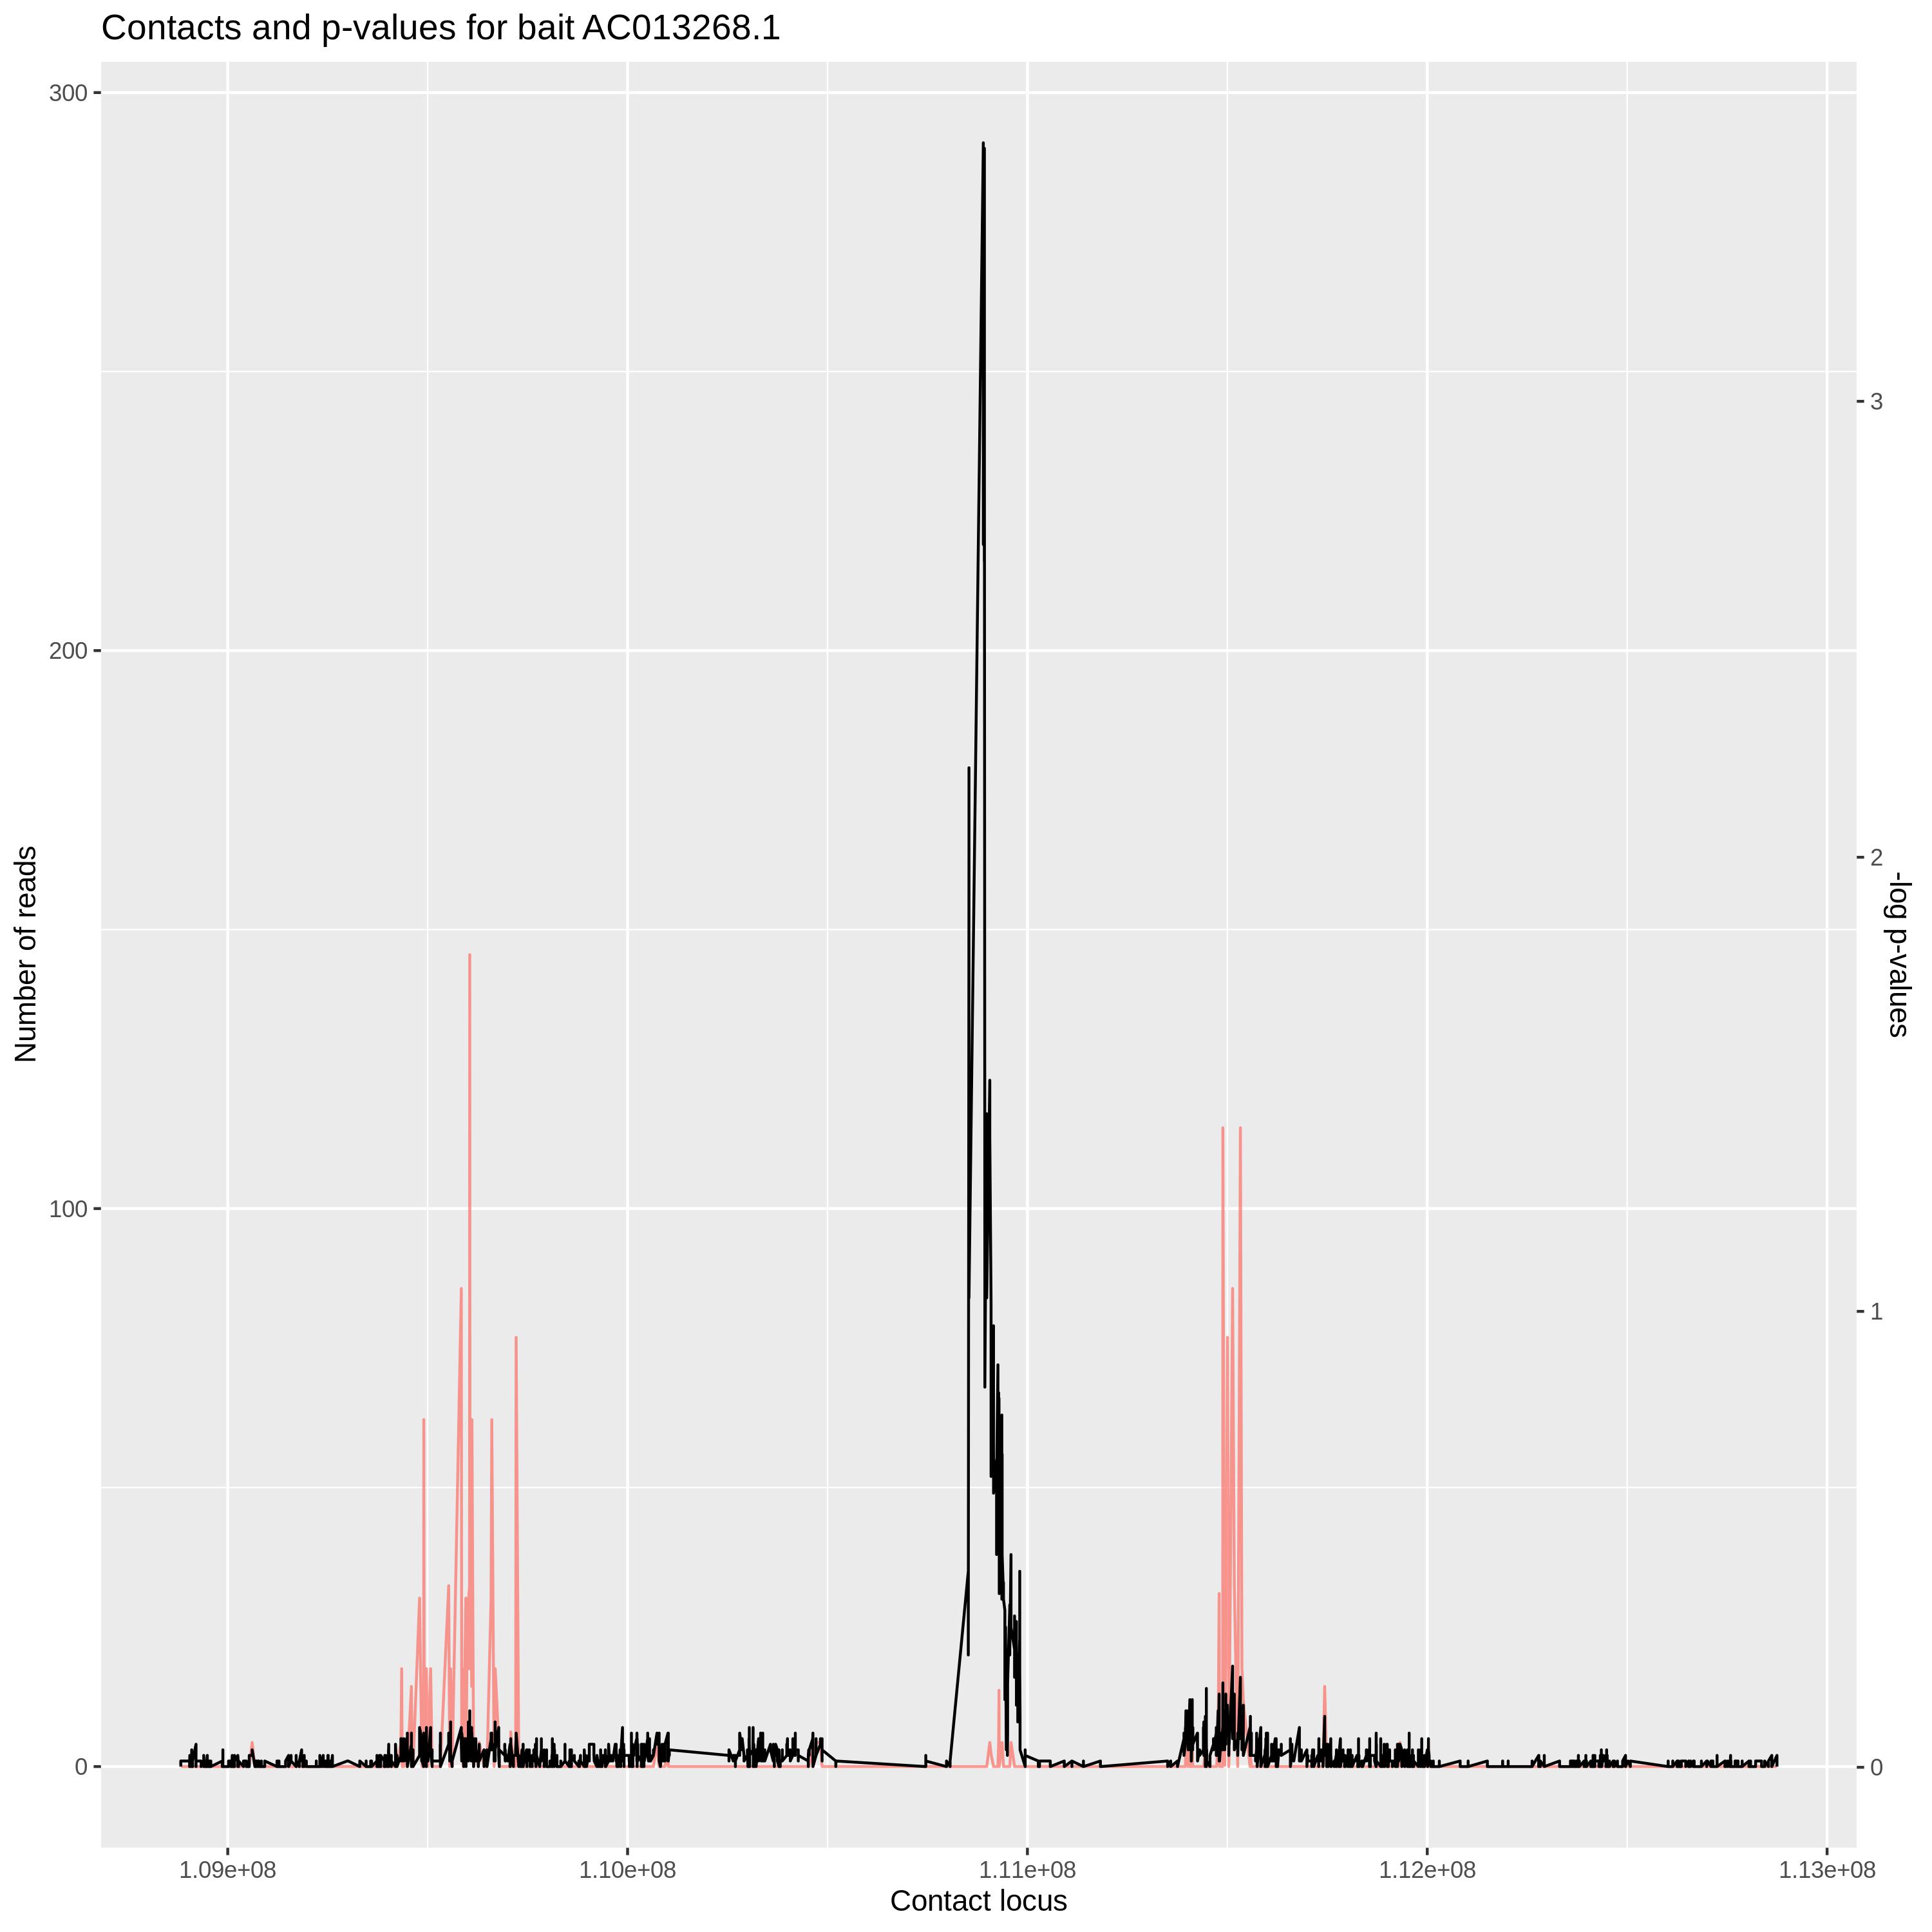 Contacts and p-values for bait AC013268.1
300
200
100
0
Number of reads
3
2
1
0
-log p-values
1.09e+08
1.10e+08
1.11e+08
1.12e+08
1.13e+08
Contact locus